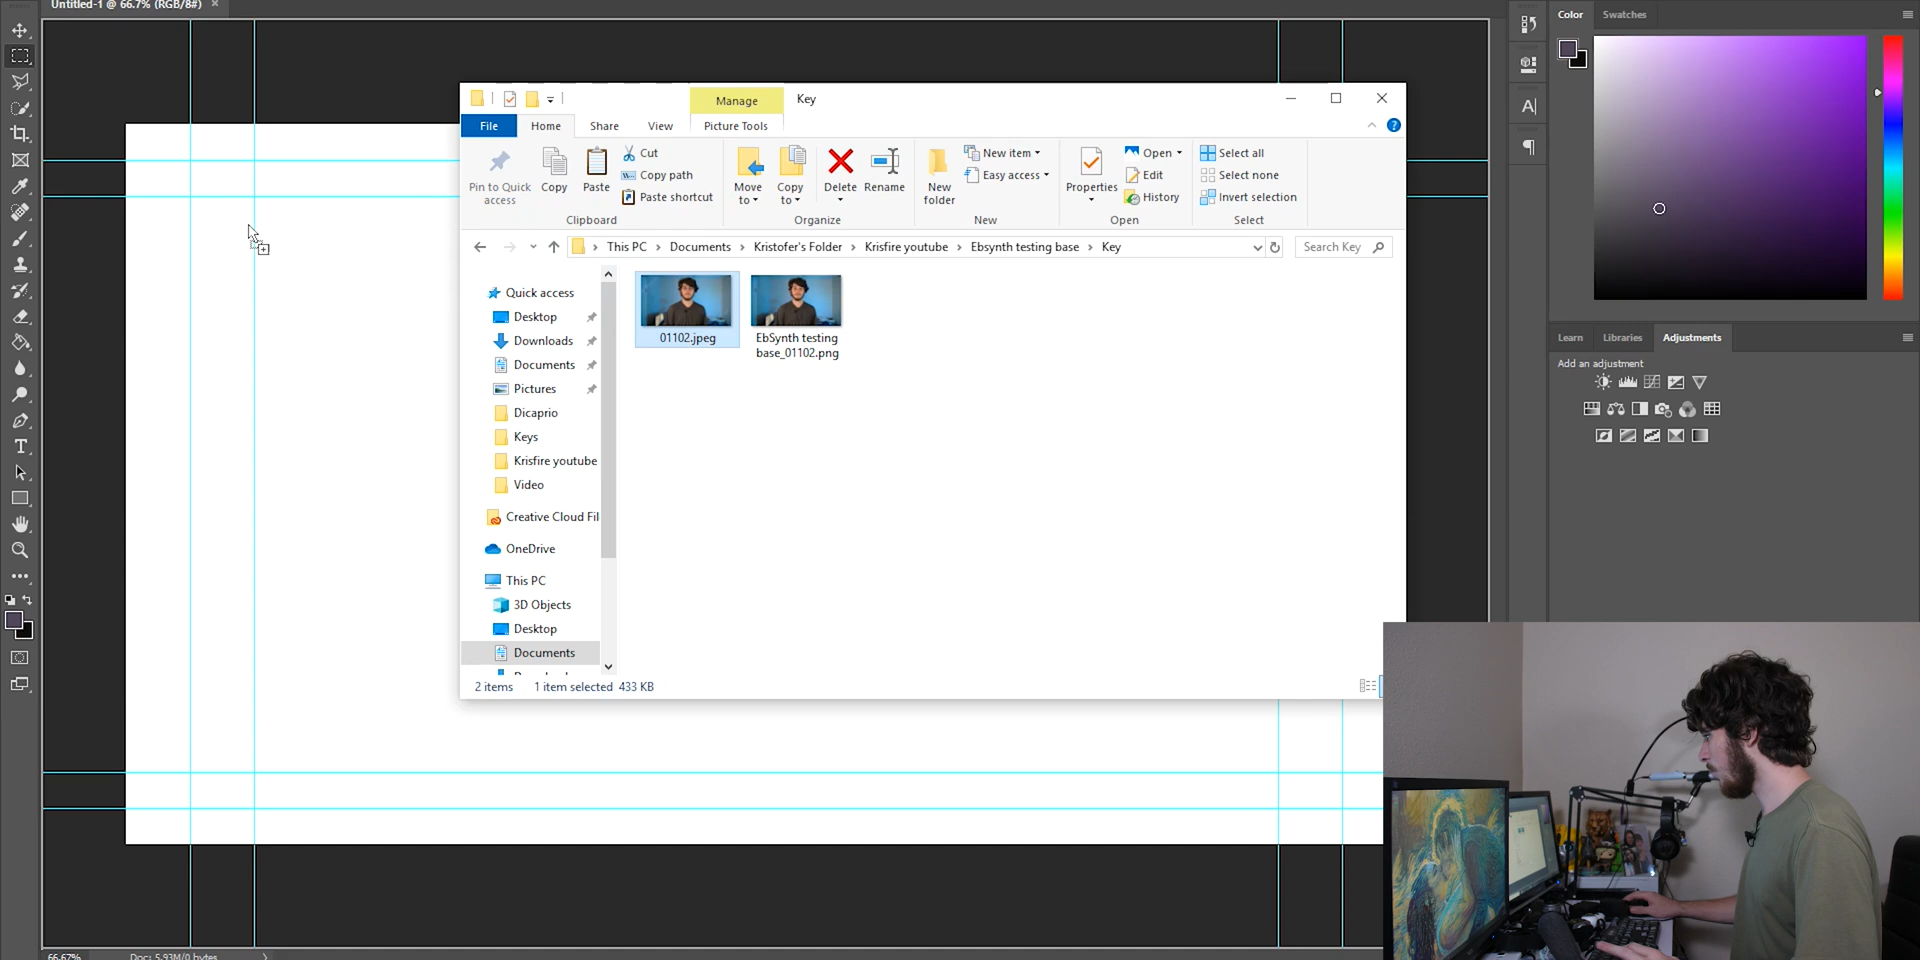 Untitled-1 @ 66.7% (RGB/8#) ×
Manage
Key
File
Home
Share
View
Picture Tools
Pin to Quick access
Copy
Paste
Cut
Copy path
Paste shortcut
Clipboard
Move to
Copy to
Delete
Rename
Organize
New folder
New item
Easy access
New
Properties
Open
Edit
History
Open
Select all
Select none
Invert selection
Select
This PC > Documents > Kristofer's Folder > Krisfire youtube > Ebsynth testing base > Key
Search Key
Quick access
Desktop
Downloads
Documents
Pictures
Dicaprio
Keys
Krisfire youtube
Video
Creative Cloud Fil
OneDrive
This PC
3D Objects
Desktop
Documents
01102.jpeg
EbSynth testing
base_01102.png
2 items
1 item selected 433 KB
Color
Swatches
Learn
Libraries
Adjustments
Add an adjustment
66.67%
Doc: 5.93M/0 bytes